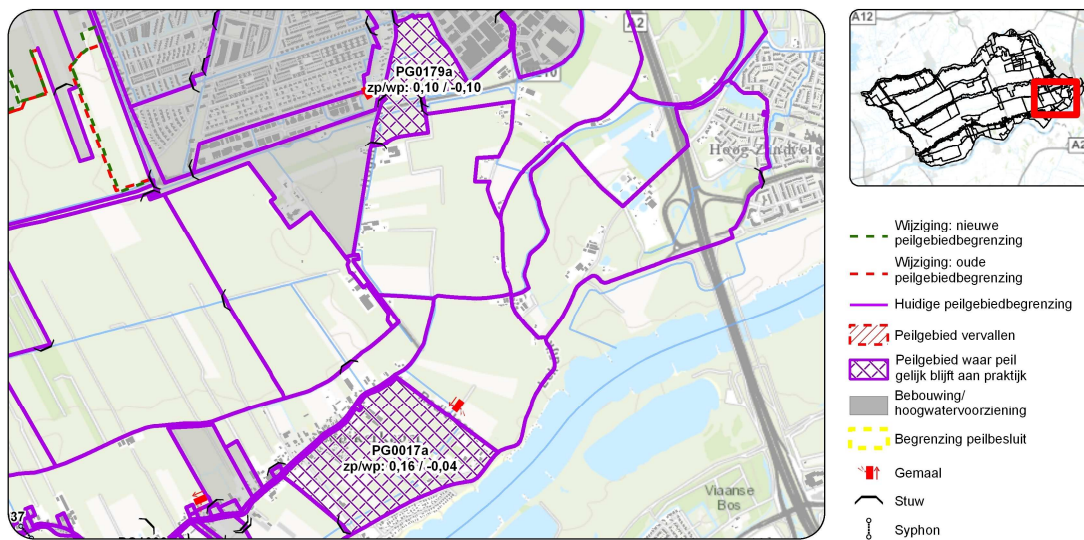 PG0179a
zp/wp: 0,10 / -0,10
A2
Hoog Zandveld
PG0017a
zp/wp: 0,16 / -0,04
Viaanse
Bos
37
A12
A2
Wijziging: nieuwe
peilgebiedbegrenzing
Wijziging: oude
peilgebiedbegrenzing
Huidige peilgebiedbegrenzing
Peilgebied vervallen
Peilgebied waar peil
gelijk blijft aan praktijk
Bebouwing/
hoogwatervoorziening
Begrenzing peilbesluit
Gemaal
Stuw
Syphon